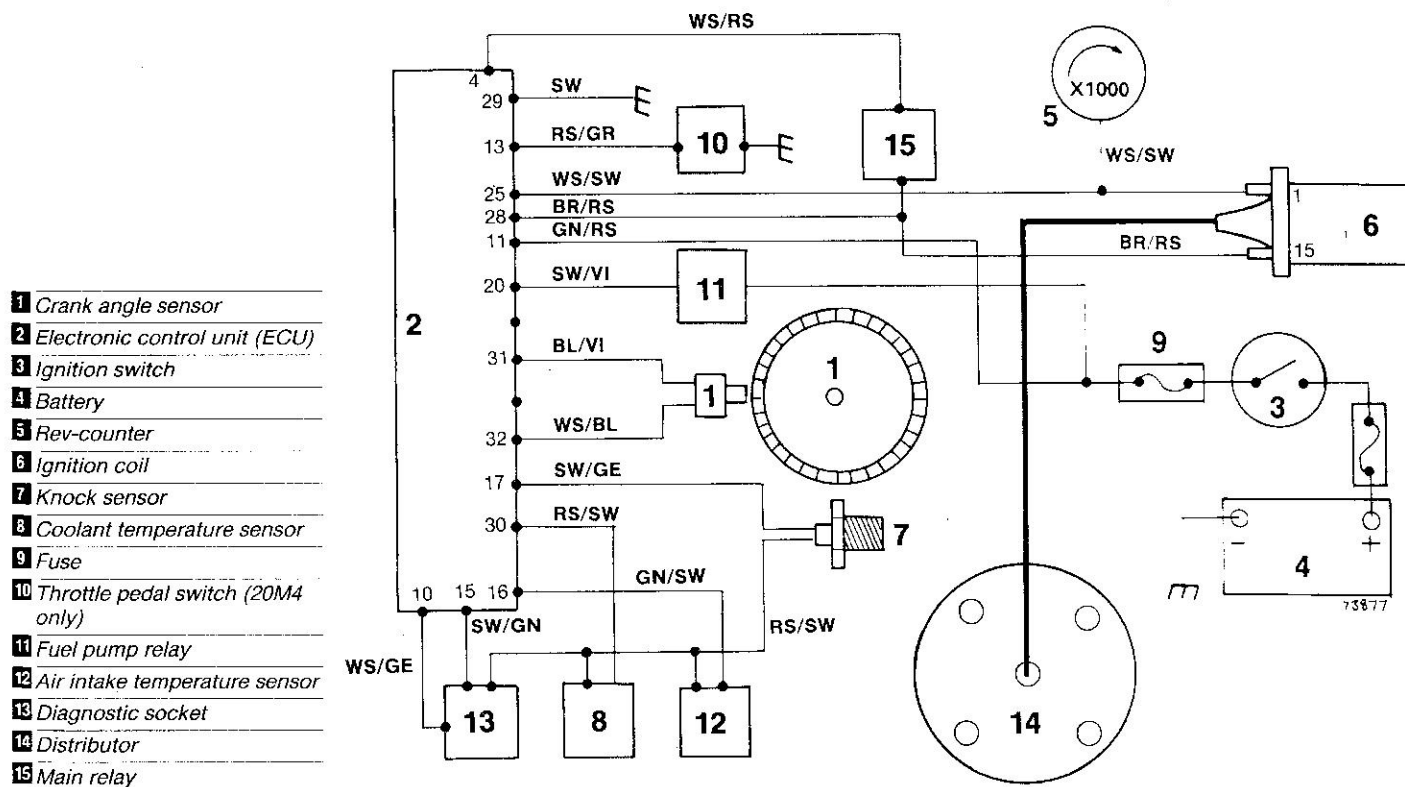 1 Crank angle sensor
2 Electronic control unit (ECU)
3 Ignition switch
4 Battery
5 Rev-counter
6 Ignition coil
7 Knock sensor
8 Coolant temperature sensor
9 Fuse
10 Throttle pedal switch (20M4
only)
11 Fuel pump relay
12 Air intake temperature sensor
13 Diagnostic socket
14 Distributor
15 Main relay
WS/RS
4
29 SW
13 RS/GR
10
15
X1000
5
WS/SW
25 WS/SW
28 BR/RS
11 GN/RS
1
6
BR/RS
15
20 SW/VI
11
2
31 BL/VI
1
1
9
3
32 WS/BL
17 SW/GE
30 RS/SW
7
- +
4
73877
10 15 16
GN/SW
SW/GN
RS/SW
WS/GE
13
8
12
14